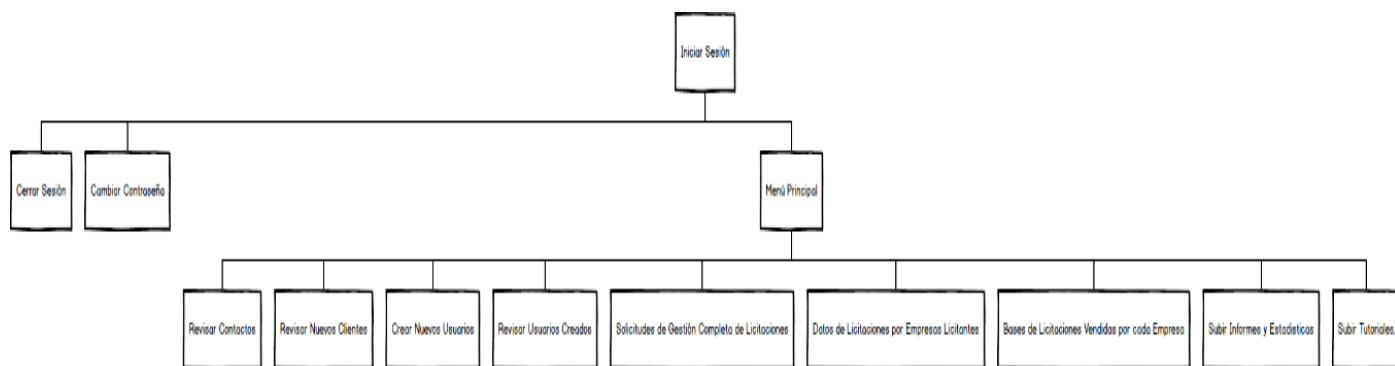 Iniciar Sesión
Cerrar Sesión
Cambiar Contraseña
Menú Principal
Revisar Contactos
Revisar Nuevos Clientes
Crear Nuevos Usuarios
Revisar Usuarios Creados
Solicitudes de Gestión Completa de Licitaciones
Datos de Licitaciones por Empresas Licitantes
Bases de Licitaciones Vendidas por cada Empresa
Subir Informes y Estadísticas
Subir Tutoriales.